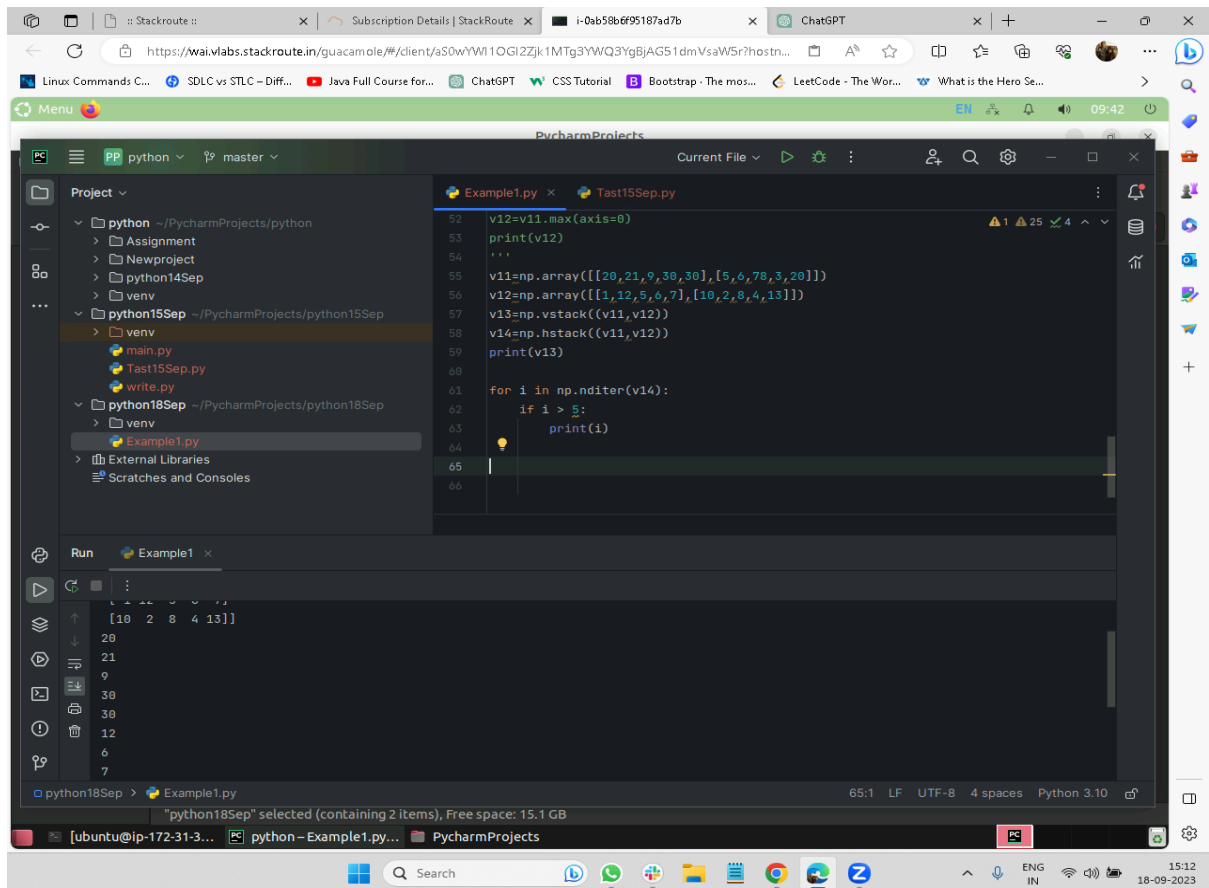 :: Stackroute ::
Subscription Details | StackRoute
i-0ab58b6f95187ad7b
ChatGPT
https://wai.vlabs.stackroute.in/guacamole/#/client/aS0wYWI1OGI2Zjk1MTg3YWQ3YgBjAG51dmVsaW5r?hostn...
Linux Commands C...
SDLC vs STLC – Diff...
Java Full Course for...
ChatGPT
CSS Tutorial
Bootstrap · The mos...
LeetCode - The Wor...
What is the Hero Se...
Menu
EN
09:42
PycharmProjects
PC
PP python
master
Current File
Project
python ~/PycharmProjects/python
Assignment
Newproject
python14Sep
venv
python15Sep ~/PycharmProjects/python15Sep
venv
main.py
Tast15Sep.py
write.py
python18Sep ~/PycharmProjects/python18Sep
venv
Example1.py
External Libraries
Scratches and Consoles
Example1.py
Tast15Sep.py
1 25 4
52 v12=v11.max(axis=0)
53 print(v12)
54 '''
55 v11=np.array([[20,21,9,30,30],[5,6,78,3,20]])
56 v12=np.array([[1,12,5,6,7],[10,2,8,4,13]])
57 v13=np.vstack((v11,v12))
58 v14=np.hstack((v11,v12))
59 print(v13)
60
61 for i in np.nditer(v14):
62 if i > 5:
63 print(i)
64
65
66
Run
Example1
[ 1 12 5 6 7]
[10 2 8 4 13]]
20
21
9
30
30
12
6
7
python18Sep > Example1.py
65:1 LF UTF-8 4 spaces Python 3.10
"python18Sep" selected (containing 2 items), Free space: 15.1 GB
[ubuntu@ip-172-31-3...
python – Example1.py...
PycharmProjects
PC
Search
ENG
IN
15:12
18-09-2023